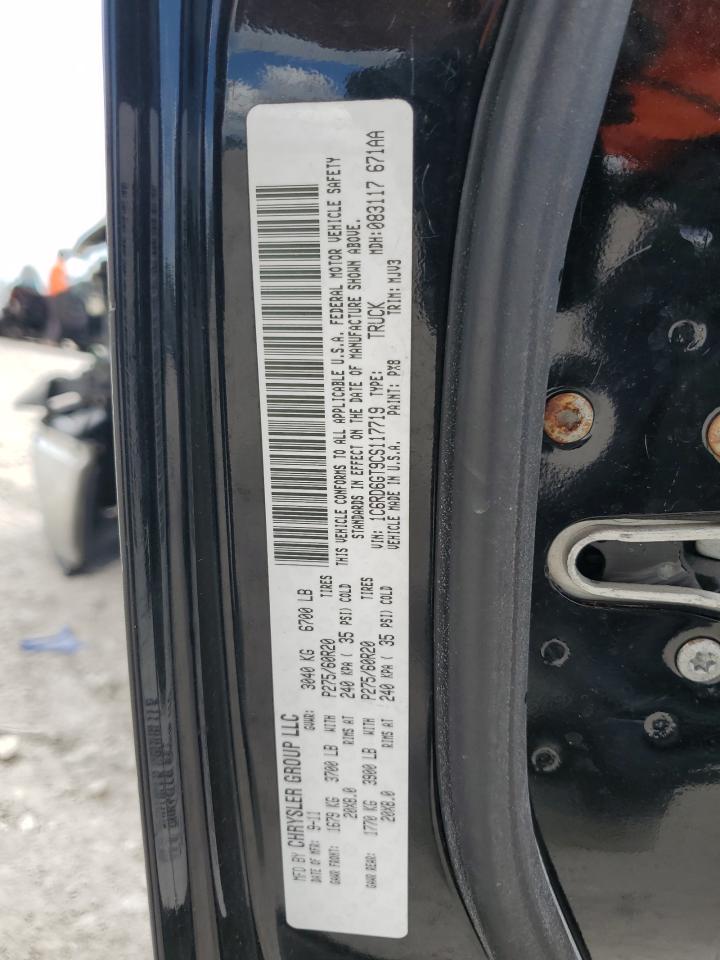 MFD BY CHRYSLER GROUP LLC
DATE OF MFR: 9-11 GVWR: 3040 KG 6700 LB
GAWR FRONT: 1679 KG 3700 LB WITH P275/60R20 TIRES
20X8.0 RIMS AT 240 KPA ( 35 PSI) COLD
GAWR REAR: 1770 KG 3900 LB WITH P275/60R20 TIRES
20X8.0 RIMS AT 240 KPA ( 35 PSI) COLD
THIS VEHICLE CONFORMS TO ALL APPLICABLE U.S.A. FEDERAL MOTOR VEHICLE SAFETY
STANDARDS IN EFFECT ON THE DATE OF MANUFACTURE SHOWN ABOVE.
VIN: 1C6RD6GT9CS117719 TYPE: TRUCK MDH:083117 671AA
VEHICLE MADE IN U.S.A. PAINT: PX8 TRIM: MJV3